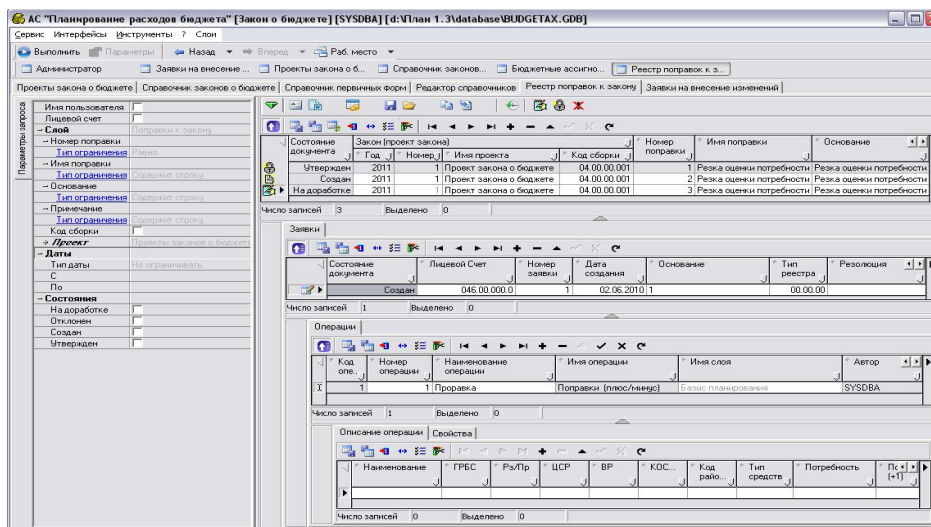 АС "Планирование расходов бюджета" [Закон о бюджете] [SYSDBA] [d:\План 1.3\database\BUDGETAX.GDB]
Сервис Интерфейсы Инструменты ? Слои
Выполнить Параметры Назад Вперед Раб. место
Администратор Заявки на внесение ... Проекты закона о б... Справочник законов... Бюджетные ассигно... Реестр поправок к з...
Проекты закона о бюджете Справочник законов о бюджете Справочник первичных форм Редактор справочников Реестр поправок к закону Заявки на внесение изменений
Параметры запроса
Имя пользователя
Лицевой счет
Слой Поправки к закону
Номер поправки
Тип ограничения Равно
Имя поправки
Тип ограничения Содержит строку
Основание
Тип ограничения Содержит строку
Примечание
Тип ограничения Содержит строку
Код сборки
Проект Проекты законов о бюджете
Даты
Тип даты Не ограничивать
С
По
Состояния
На доработке
Отклонен
Создан
Утвержден
Состояние документа Закон (проект закона) Номер поправки Имя поправки Основание
Год Номер Имя проекта Код сборки
Утвержден 2011 1 Проект закона о бюджете 04.00.00.001 1 Резка оценки потребности Резка оценки потребности
Создан 2011 1 Проект закона о бюджете 04.00.00.001 2 Резка оценки потребности Резка оценки потребности
На доработке 2011 1 Проект закона о бюджете 04.00.00.001 3 Резка оценки потребности Резка оценки потребности
Число записей 3 Выделено 0
Заявки
Состояние документа Лицевой Счет Номер заявки Дата создания Основание Тип реестра Резолюция
Создан 046.00.000.0 1 02.06.2010 1 00.00.00
Число записей 1 Выделено 0
Операции
Код опе.. Номер операции Наименование операции Имя операции Имя слоя Автор
1 1 Проравка Поправки (плюс/минус) Базис планирования SYSDBA
Число записей 1 Выделено 0
Описание операции Свойства
Наименование ГРБС Рз/Пр ЦСР ВР КОС... Код райо... Тип средств Потребность По (+1)
Число записей 0 Выделено 0